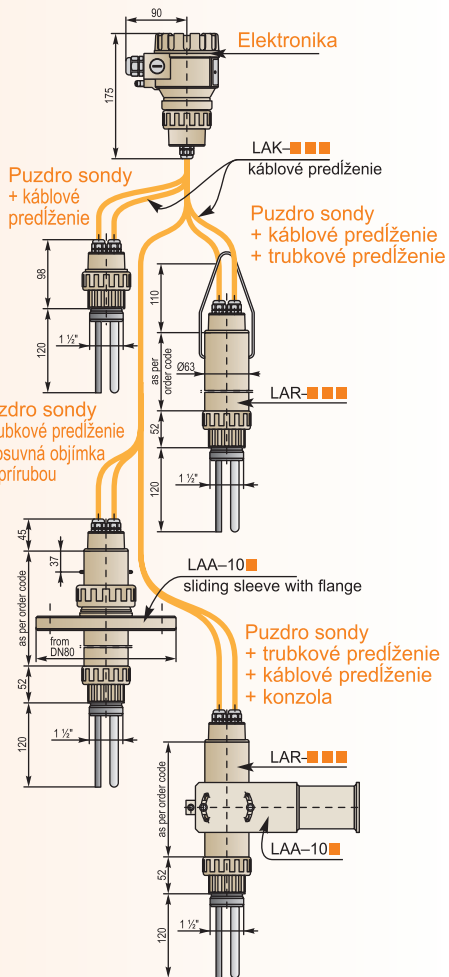 90
Elektronika
175
LAK–
káblové predĺženie
Puzdro sondy
+ káblové
predĺženie
Puzdro sondy
+ káblové predĺženie
+ trubkové predĺženie
98
120
1 ½"
110
as per
order code
Ø63
LAR–
52
120
1 ½"
zdro sondy
ubkové predĺženie
osuvná objímka
prírubou
45
37
as per order code
LAA–10
sliding sleeve with flange
from
DN80
52
120
1 ½"
Puzdro sondy
+ trubkové predĺženie
+ káblové predĺženie
+ konzola
LAR–
as per order code
LAA–10
52
120
1 ½"